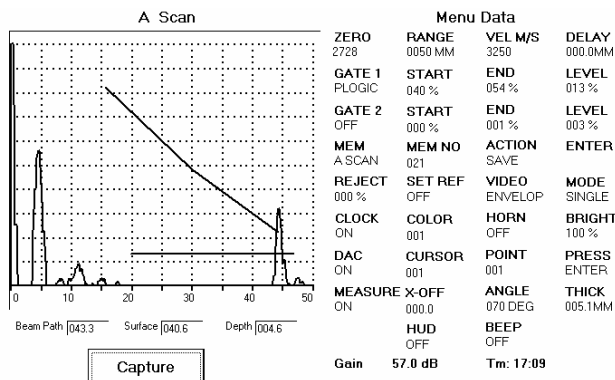 A Scan
0 10 20 30 40 50
Beam Path 043.3 Surface 040.6 Depth 004.6
Capture
Menu Data
ZERO RANGE VEL M/S DELAY
2728 0050 MM 3250 000.0MM
GATE 1 START END LEVEL
PLOGIC 040 % 054 % 013 %
GATE 2 START END LEVEL
OFF 000 % 001 % 003 %
MEM MEM NO ACTION ENTER
A SCAN 021 SAVE
REJECT SET REF VIDEO MODE
000 % OFF ENVELOP SINGLE
CLOCK COLOR HORN BRIGHT
ON 001 OFF 100 %
DAC CURSOR POINT PRESS
ON 001 001 ENTER
MEASURE X-OFF ANGLE THICK
ON 000.0 070 DEG 005.1MM
HUD BEEP
OFF OFF
Gain 57.0 dB Tm: 17:09